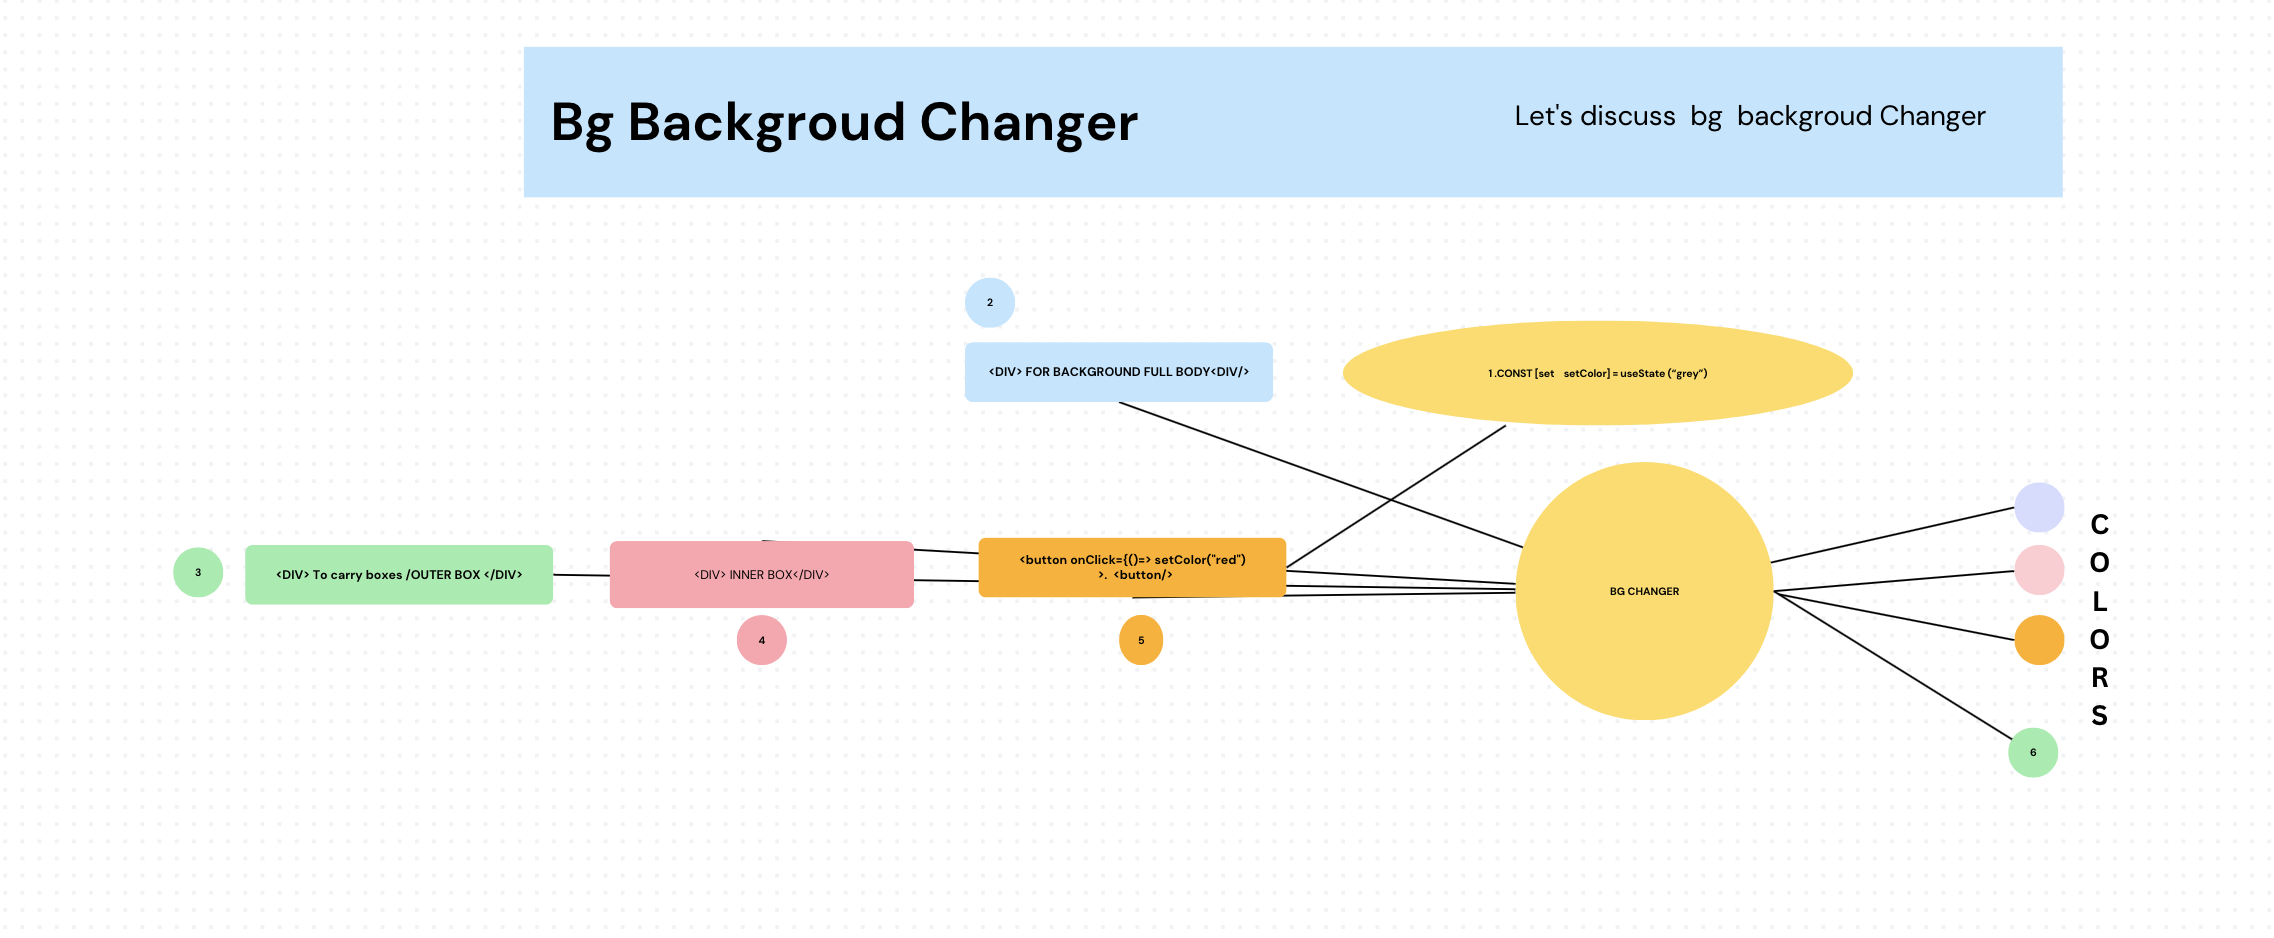 Bg Backgroud Changer
Let's discuss bg backgroud Changer
2
<DIV> FOR BACKGROUND FULL BODY<DIV/>
1 .CONST [set setColor] = useState (“grey”)
3
<DIV> To carry boxes /OUTER BOX </DIV>
<DIV> INNER BOX</DIV>
4
<button onClick={()=> setColor("red")
>. <button/>
5
BG CHANGER
C
O
L
O
R
S
6